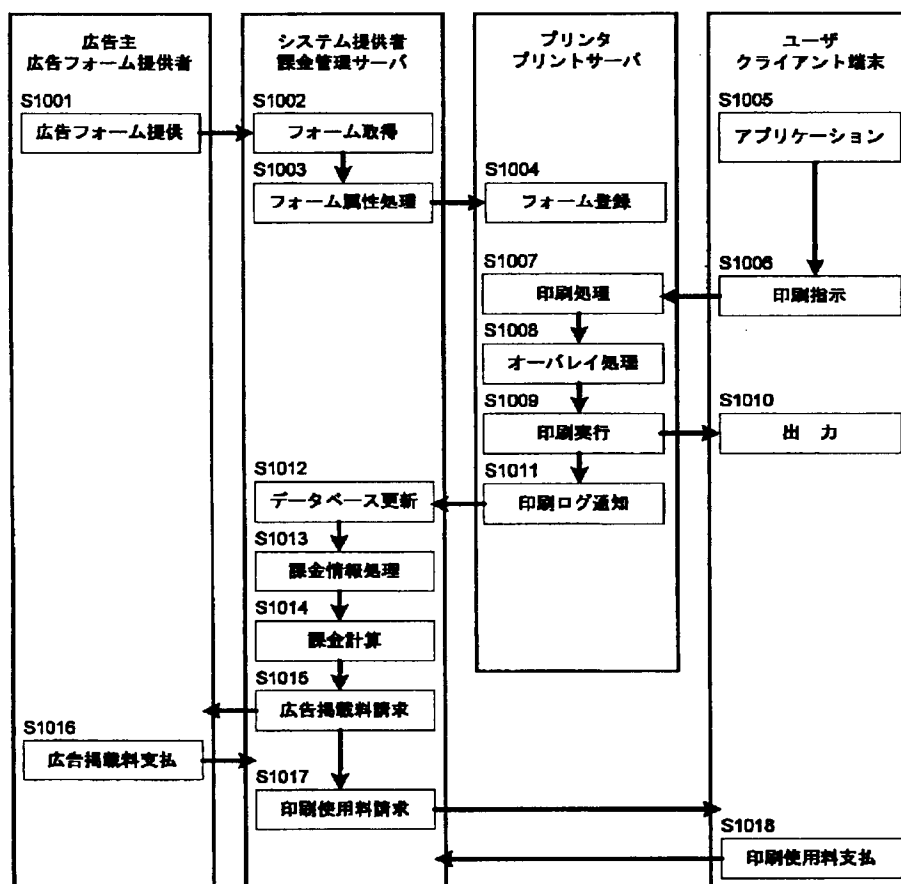 広告主
広告フォーム提供者
システム提供者
課金管理サーバ
プリンタ
プリントサーバ
ユーザ
クライアント端末
S1001
広告フォーム提供
S1002
フォーム取得
S1003
フォーム属性処理
S1004
フォーム登録
S1005
アプリケーション
S1006
印刷指示
S1007
印刷処理
S1008
オーバレイ処理
S1009
印刷実行
S1010
出 力
S1011
印刷ログ通知
S1012
データベース更新
S1013
課金情報処理
S1014
課金計算
S1015
広告掲載料請求
S1016
広告掲載料支払
S1017
印刷使用料請求
S1018
印刷使用料支払